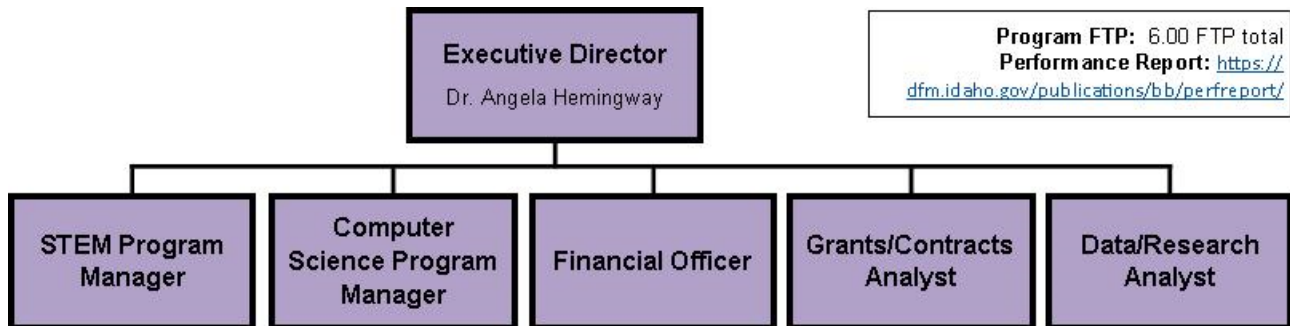 Executive Director
Dr. Angela Hemingway
Program FTP: 6.00 FTP total
Performance Report: https://
dfm.idaho.gov/publications/bb/perfreport/
STEM Program
Manager
Computer
Science Program
Manager
Financial Officer
Grants/Contracts
Analyst
Data/Research
Analyst